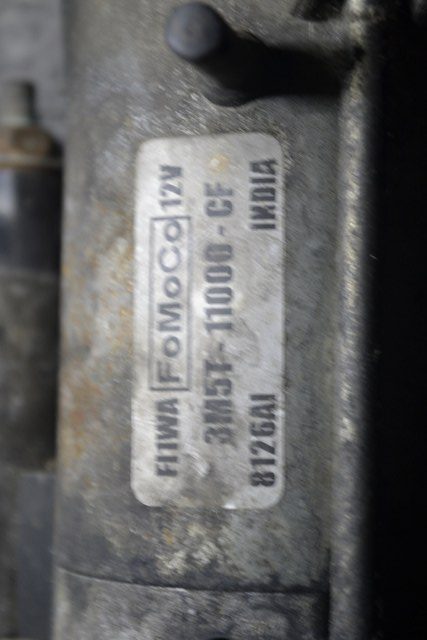 FIIWA FoMoCo 12V
3M5T-11000-CF
8126AI INDIA